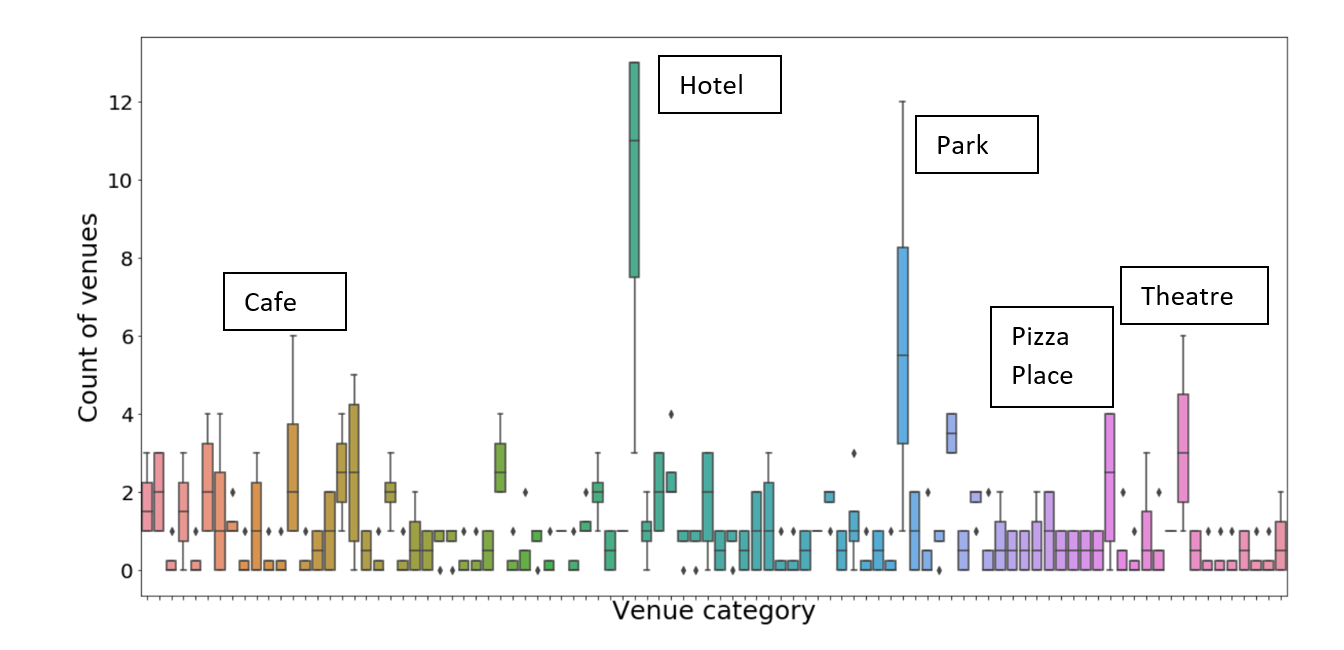 Hotel
12
Park
10
8
Cafe
Theatre
Pizza
Place
6
4
2
0
Count of venues
Venue category